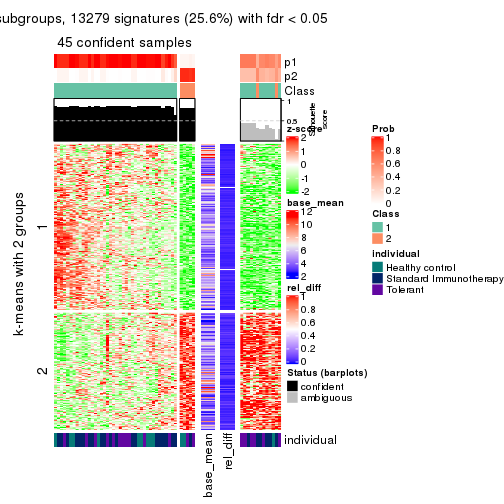 subgroups, 13279 signatures (25.6%) with fdr < 0.05
45 confident samples
p1
p2
Class
1
0.5
0
Silhouette
score
k-means with 2 groups
1
2
z-score
2
1
0
-1
-2
base_mean
12
10
8
6
4
2
rel_diff
1
0.8
0.6
0.4
0.2
0
Status (barplots)
confident
ambiguous
Prob
1
0.8
0.6
0.4
0.2
0
Class
1
2
individual
Healthy control
Standard Immunotherapy
Tolerant
individual
base_mean
rel_diff